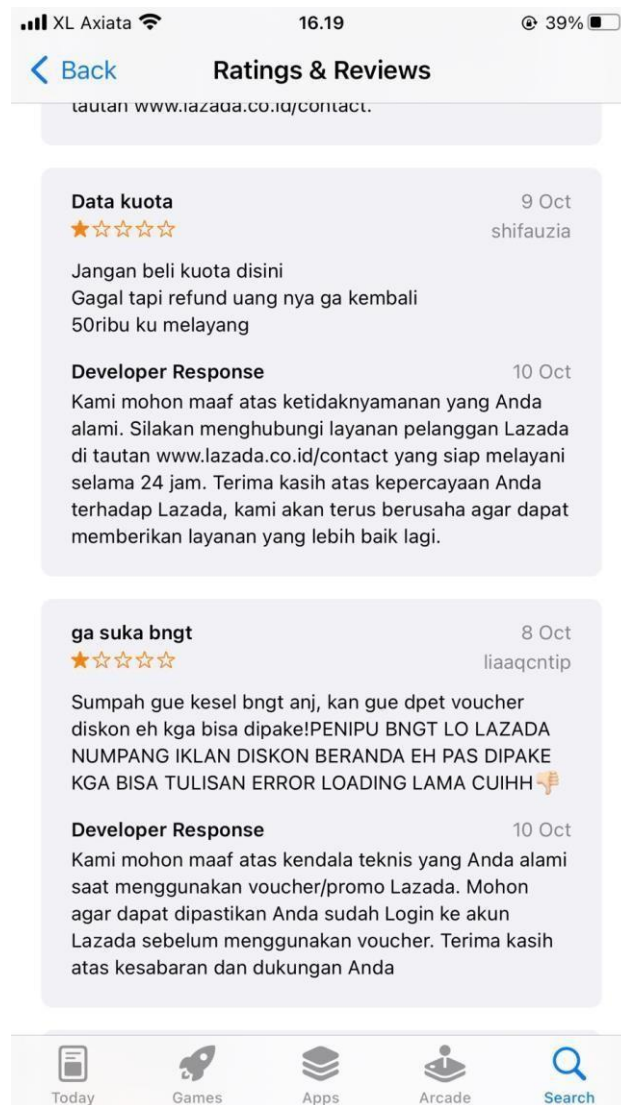 XL Axiata 16.19 39%
Back Ratings & Reviews
tautan www.lazada.co.id/contact.
Data kuota 9 Oct
shifauzia
Jangan beli kuota disini
Gagal tapi refund uang nya ga kembali
50ribu ku melayang
Developer Response 10 Oct
Kami mohon maaf atas ketidaknyamanan yang Anda
alami. Silakan menghubungi layanan pelanggan Lazada
di tautan www.lazada.co.id/contact yang siap melayani
selama 24 jam. Terima kasih atas kepercayaan Anda
terhadap Lazada, kami akan terus berusaha agar dapat
memberikan layanan yang lebih baik lagi.
ga suka bngt 8 Oct
liaaqcntip
Sumpah gue kesel bngt anj, kan gue dpet voucher
diskon eh kga bisa dipake!PENIPU BNGT LO LAZADA
NUMPANG IKLAN DISKON BERANDA EH PAS DIPAKE
KGA BISA TULISAN ERROR LOADING LAMA CUIHH👎🏻
Developer Response 10 Oct
Kami mohon maaf atas kendala teknis yang Anda alami
saat menggunakan voucher/promo Lazada. Mohon
agar dapat dipastikan Anda sudah Login ke akun
Lazada sebelum menggunakan voucher. Terima kasih
atas kesabaran dan dukungan Anda
Today Games Apps Arcade Search